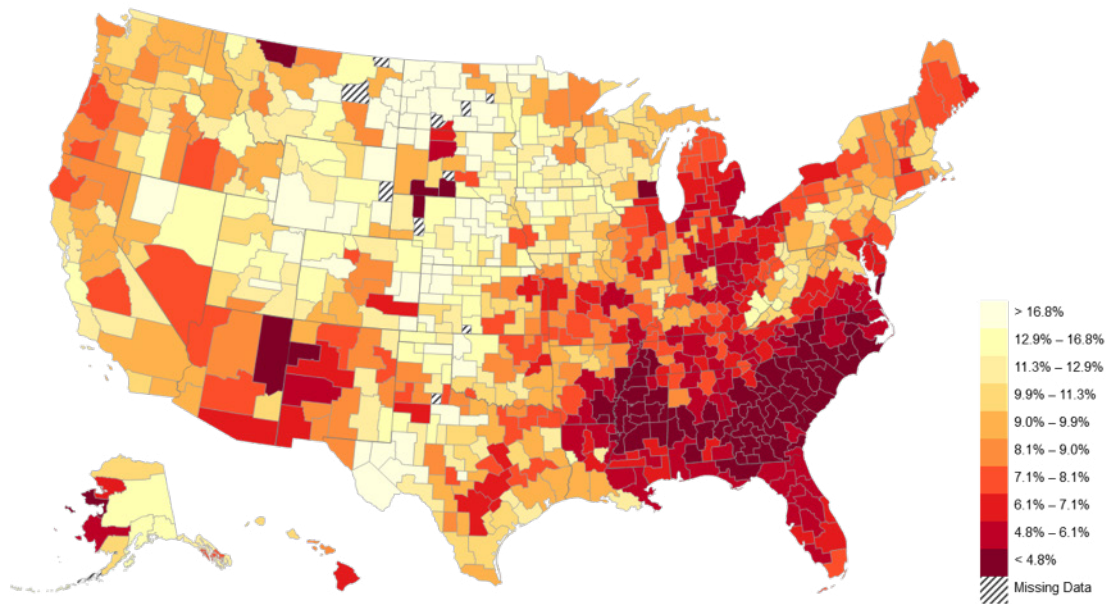 > 16.8%
12.9% – 16.8%
11.3% – 12.9%
9.9% – 11.3%
9.0% – 9.9%
8.1% – 9.0%
7.1% – 8.1%
6.1% – 7.1%
4.8% – 6.1%
< 4.8%
Missing Data